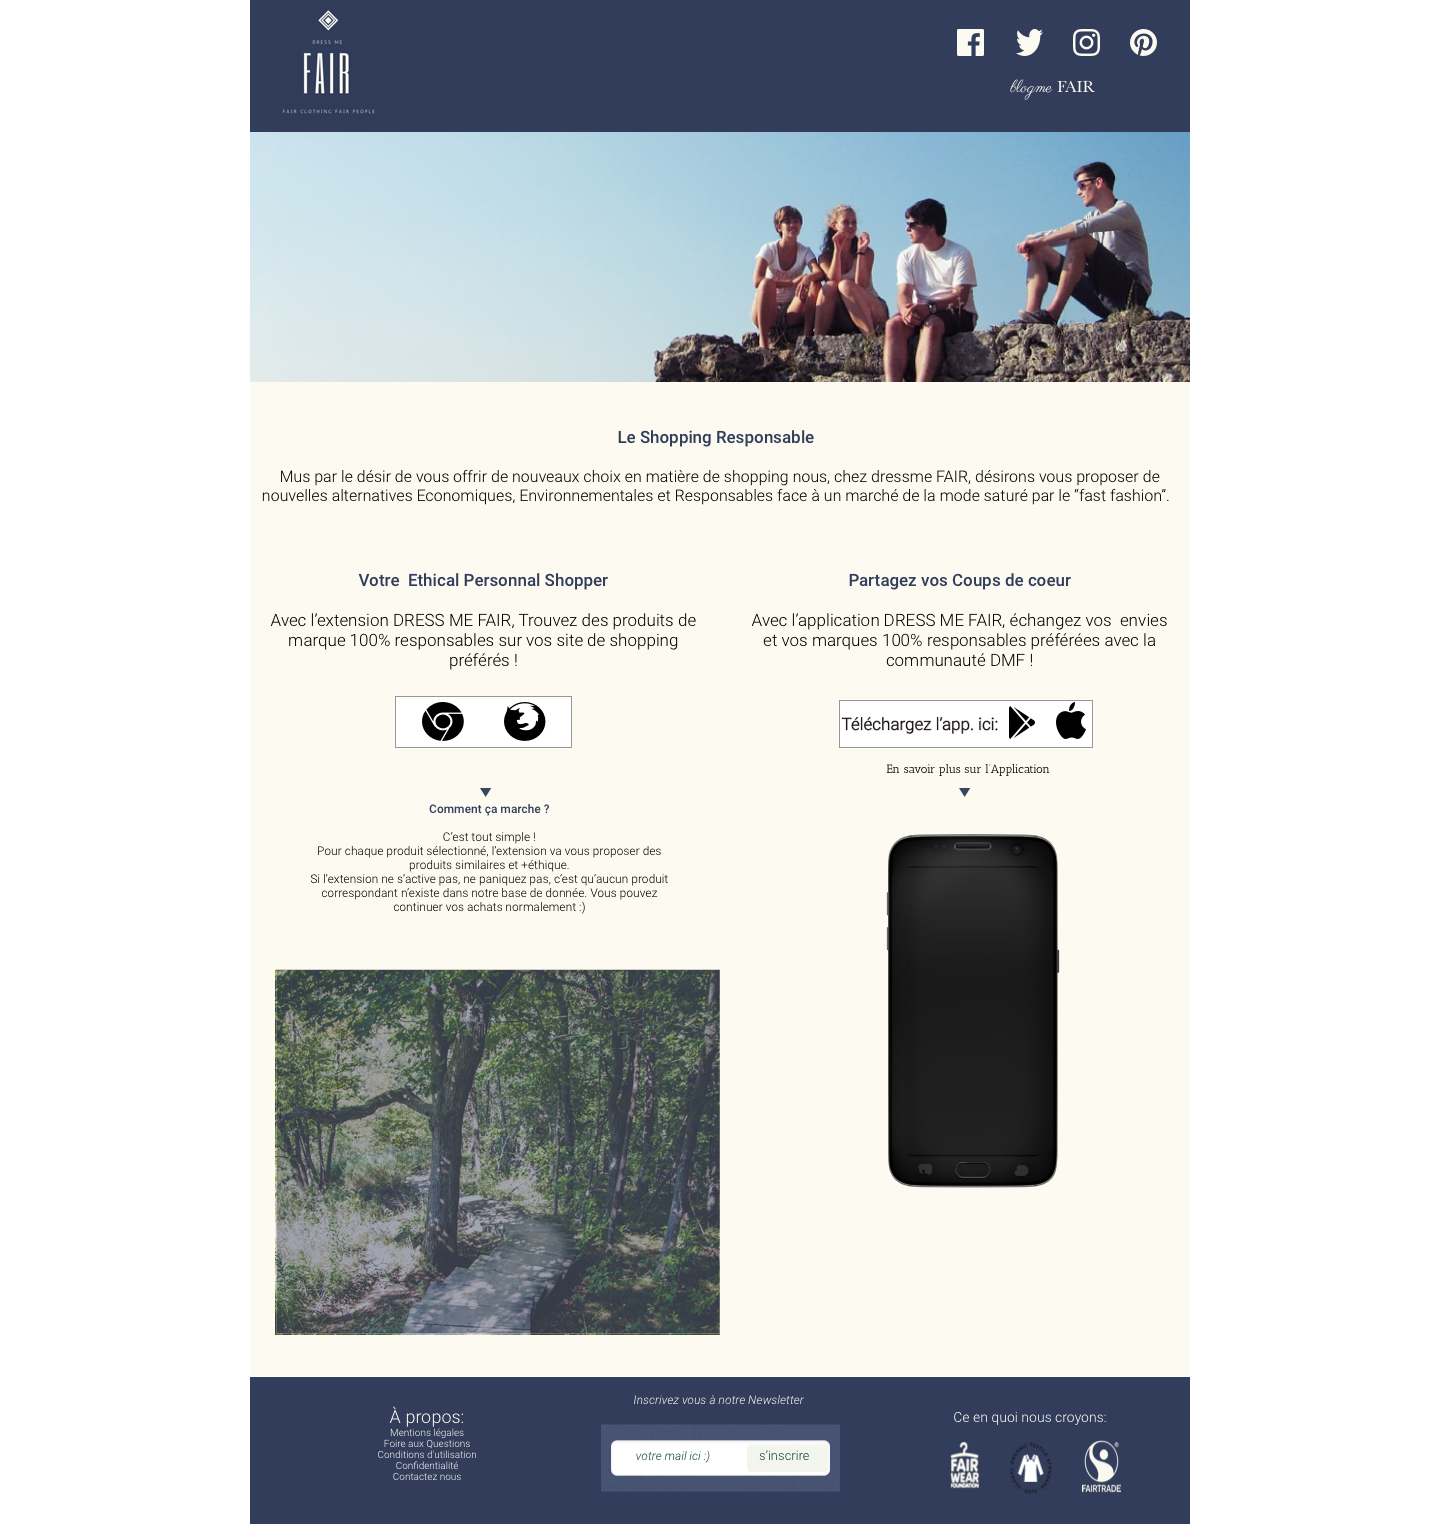 DRESS ME
FAIR
FAIR CLOTHING FAIR PEOPLE
blogme FAIR
Le Shopping Responsable
Mus par le désir de vous offrir de nouveaux choix en matière de shopping nous, chez dressme FAIR, désirons vous proposer de
nouvelles alternatives Economiques, Environnementales et Responsables face à un marché de la mode saturé par le “fast fashion”.
Votre  Ethical Personnal Shopper
Avec l’extension DRESS ME FAIR, Trouvez des produits de
marque 100% responsables sur vos site de shopping
préférés !
Comment ça marche ?
C’est tout simple !
Pour chaque produit sélectionné, l’extension va vous proposer des
produits similaires et +éthique.
Si l’extension ne s’active pas, ne paniquez pas, c’est qu’aucun produit
correspondant n’existe dans notre base de donnée. Vous pouvez
continuer vos achats normalement :)
Partagez vos Coups de coeur
Avec l’application DRESS ME FAIR, échangez vos  envies
et vos marques 100% responsables préférées avec la
communauté DMF !
Téléchargez l’app. ici:
En savoir plus sur l’Application
À propos:
Mentions légales
Foire aux Questions
Conditions d’utilisation
Confidentialité
Contactez nous
Inscrivez vous à notre Newsletter
votre mail ici :)
s’inscrire
Ce en quoi nous croyons:
FAIR
WEAR
FOUNDATION
FAIRTRADE